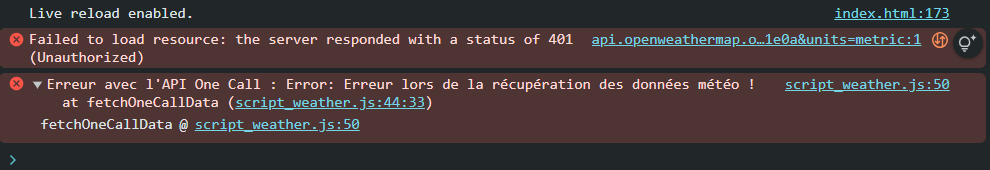 Live reload enabled. index.html:173
Failed to load resource: the server responded with a status of 401 api.openweathermap.o…1e0a&units=metric:1
(Unauthorized)
Erreur avec l'API One Call : Error: Erreur lors de la récupération des données météo ! script_weather.js:50
at fetchOneCallData (script_weather.js:44:33)
fetchOneCallData @ script_weather.js:50